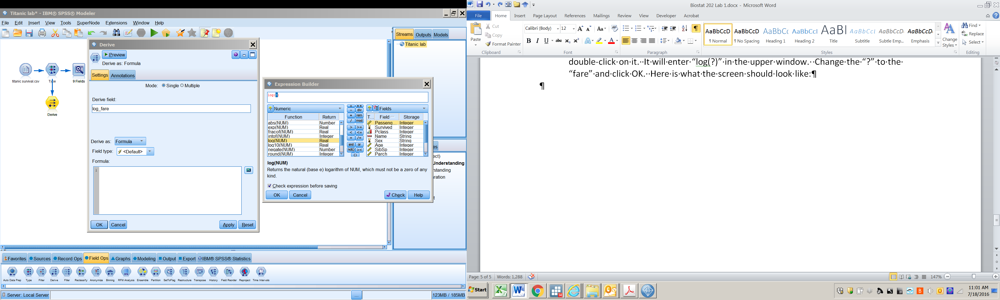 Titanic lab* - IBM® SPSS® Modeler
File Edit Insert View Tools SuperNode Extensions Window Help
titanic survival.csv
Type
9 Fields
Derive
Derive
Preview
Derive as: Formula
Settings Annotations
Mode: Single Multiple
Derive field:
log_fare
Derive as: Formula
Field type: <Default>
Formula:
1
OK Cancel Apply Reset
Expression Builder
log(?)
Numeric
Function Return
abs(NUM) Number
exp(NUM) Real
fracof(NUM) Real
intof(NUM) Integer
log(NUM) Real
log10(NUM) Real
negate(NUM) Number
round(NUM) Integer
+ **
- div
* rem
/ mod
> >=
< <=
= /=
and or
not() ><
()
Fields
T... Field Storage
Passeng... Integer
Survived Integer
Pclass Integer
Name String
Sex String
Age Integer
SibSp Integer
Parch Integer
log(NUM)
Returns the natural (base e) logarithm of NUM, which must not be a zero of any
kind.
Check expression before saving
OK Cancel Check Help
Streams Outputs Models
Titanic lab
es
ect)
Understanding
rstanding
ration
t
Favorites Sources Record Ops Field Ops Graphs Modeling Output Export IBM® SPSS® Statistics
Auto Data Prep Type Filter Derive Filler Reclassify Anonymize Binning RFM Analysis Ensemble Partition SetToFlag Restructure Transpose History Field Reorder Reproject Time Intervals
Server: Local Server ... 123MB / 185MB
Biostat 202 Lab 1.docx - Microsoft Word
File Home Insert Page Layout References Mailings Review View Developer Acrobat
Paste
Cut
Copy
Format Painter
Clipboard
Calibri (Body) 12
Font
Paragraph
AaBbCcD AaBbCcD AaBbCc AaBbCcI AaBl AaBbCcL AaBbCcD AaBbCcD
¶ Normal ¶ No Spacing Heading 1 Heading 2 Title Subtitle Subtle Emp... Emphasis
Change
Styles
Styles
Find
Replace
Select
Editing
double-click·on·it.··It·will·enter·“log(?)”·in·the·upper·window.··Change·the·“?”·to·the·
“fare”·and·click·OK.··Here·is·what·the·screen·should·look·like:¶
¶
Page: 5 of 5 Words: 1,288
147%
Start
14
11:01 AM
7/18/2016